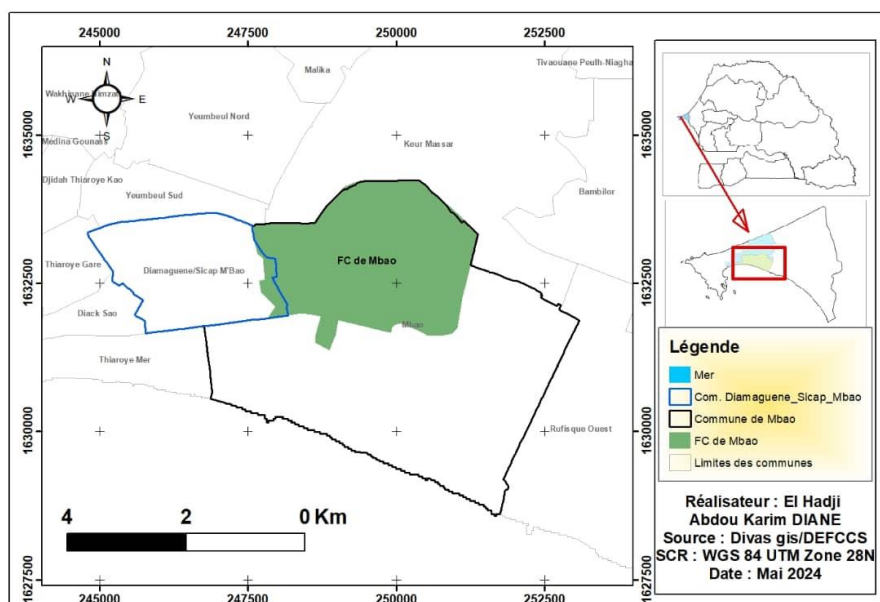 245000 247500 250000 252500
N
W E
S
Malika
Tivaouane Peulh-Niagha
Wakhinane Nimzat
Yeumbeul Nord
1635000 1635000
Medina Gounass
Keur Massar
Djidah Thiaroye Kao
Yeumbeul Sud
Bambilor
Thiaroye Gare
FC de Mbao
Diamaguene/Sicap M'Bao
1632500 1632500
Diack Sao
Mbao
Thiaroye Mer
1630000 1630000
Rufisque Ouest
4 2 0 Km
1627500 1627500
245000 247500 250000 252500
Légende
Mer
Com. Diamaguene_Sicap_Mbao
Commune de Mbao
FC de Mbao
Limites des communes
Réalisateur : El Hadji
Abdou Karim DIANE
Source : Divas gis/DEFCCS
SCR : WGS 84 UTM Zone 28N
Date : Mai 2024